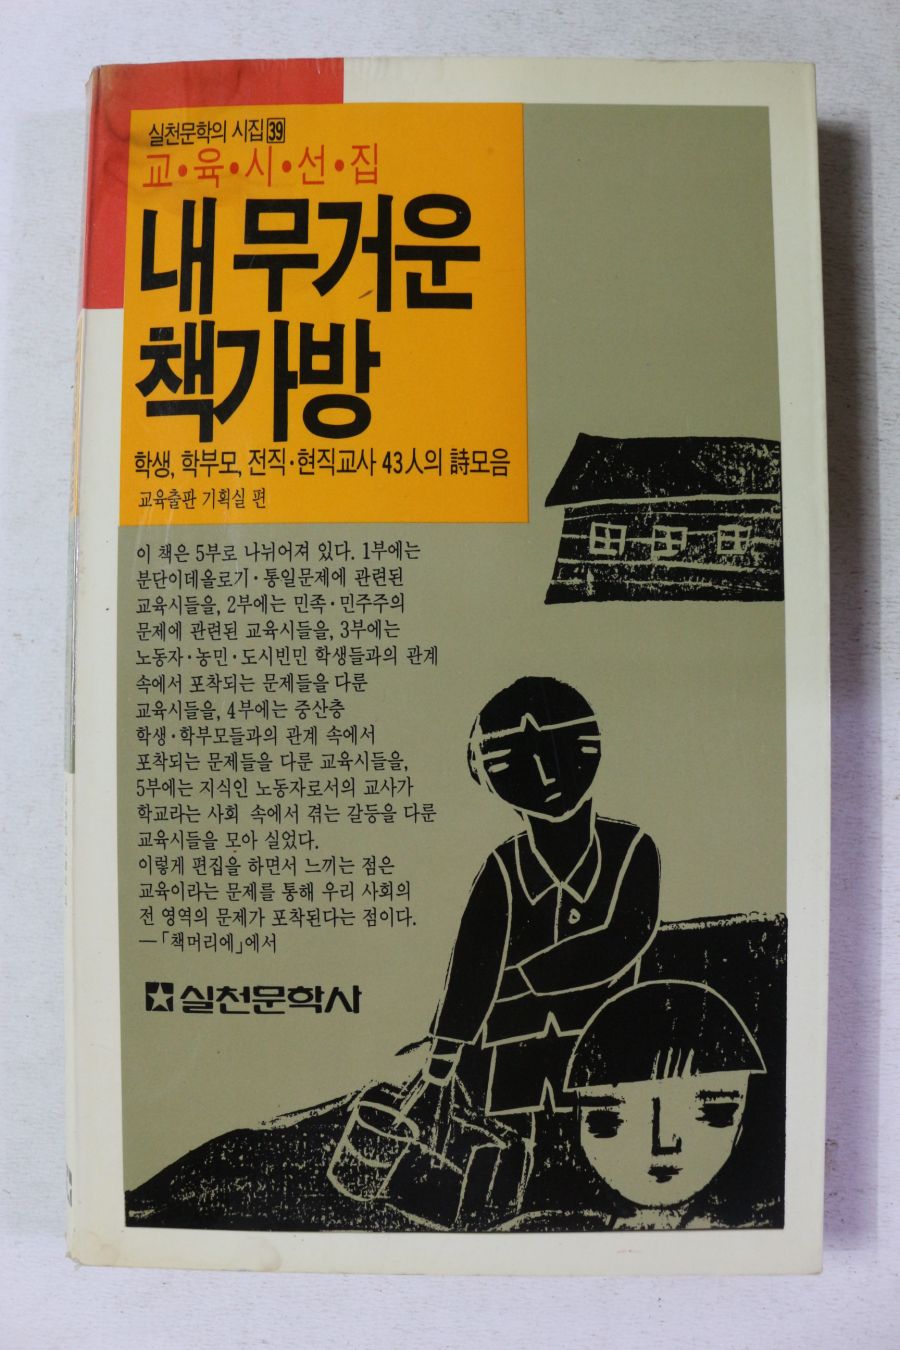 실천문학의 시집 39
교•육•시•선•집
내 무거운
책가방
학생, 학부모, 전직·현직교사 43人의 詩모음
교육출판 기획실 편
이 책은 5부로 나뉘어져 있다. 1부에는
분단이데올로기·통일문제에 관련된
교육시들을, 2부에는 민족·민주주의
문제에 관련된 교육시들을, 3부에는
노동자·농민·도시빈민 학생들과의 관계
속에서 포착되는 문제들을 다룬
교육시들을, 4부에는 중산층
학생·학부모들과의 관계 속에서
포착되는 문제들을 다룬 교육시들을,
5부에는 지식인 노동자로서의 교사가
학교라는 사회 속에서 겪는 갈등을 다룬
교육시들을 모아 실었다.
이렇게 편집을 하면서 느끼는 점은
교육이라는 문제를 통해 우리 사회의
전 영역의 문제가 포착된다는 점이다.
—「책머리에」에서
실천문학사